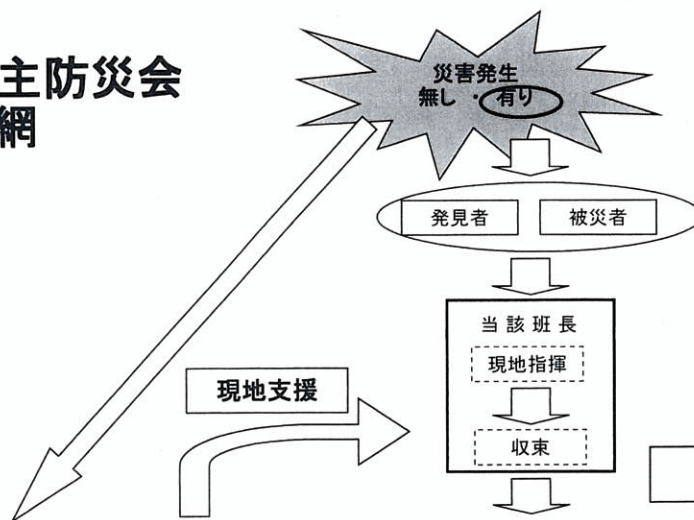 主防災会
網
災害発生
無し ・ 有り
発見者
被災者
当該班長
現地指揮
現地支援
収束